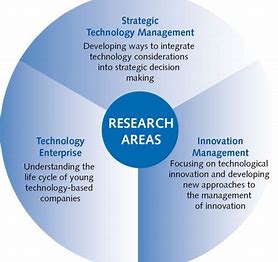 Strategic
Technology Management
Developing ways to integrate
technology considerations
into strategic decision
making
RESEARCH
AREAS
Technology
Enterprise
Understanding the
life cycle of young
technology-based
companies
Innovation
Management
Focusing on technological
innovation and developing
new approaches to
the management
of innovation